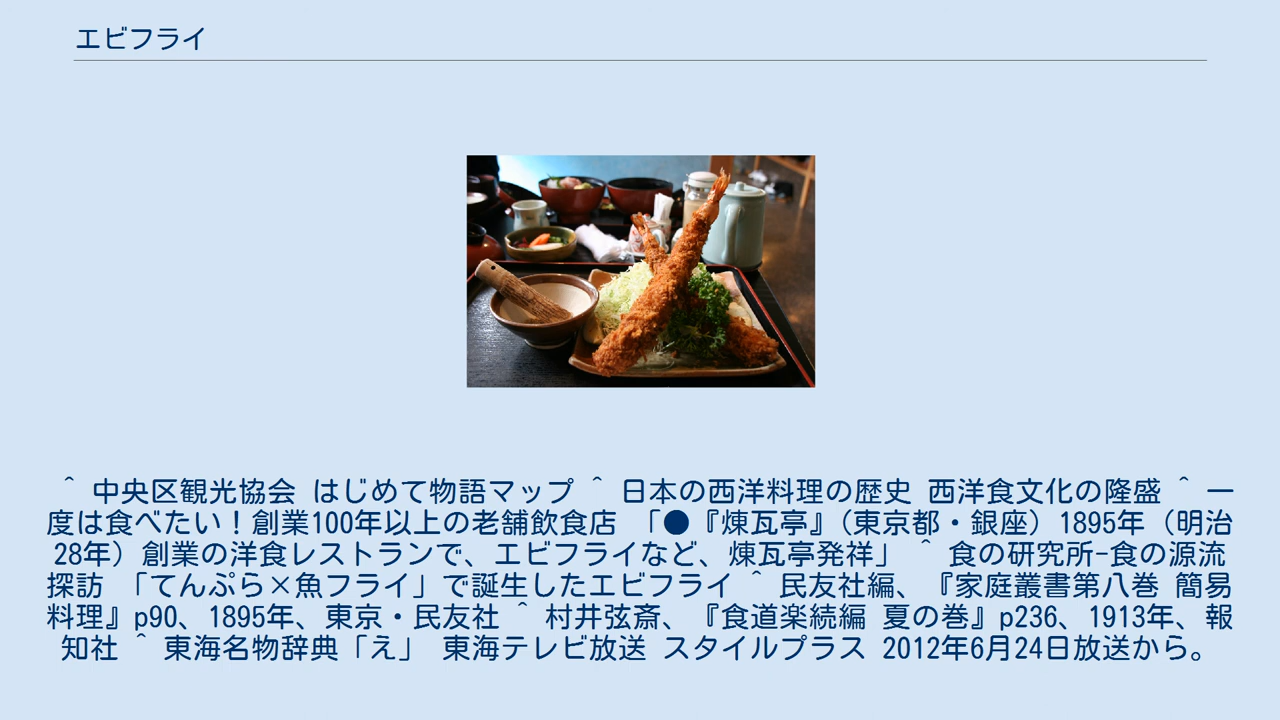 エビフライ
^ 中央区観光協会 はじめて物語マップ ^ 日本の西洋料理の歴史 西洋食文化の隆盛 ^ 一
度は食べたい！創業100年以上の老舗飲食店 「●『煉瓦亭』（東京都・銀座）1895年（明治
28年）創業の洋食レストランで、エビフライなど、煉瓦亭発祥」 ^ 食の研究所-食の源流
探訪 「てんぷら×魚フライ」で誕生したエビフライ ^ 民友社編、『家庭叢書第八巻 簡易
料理』p90、1895年、東京・民友社 ^ 村井弦斎、『食道楽続編 夏の巻』p236、1913年、報
知社 ^ 東海名物辞典「え」 東海テレビ放送 スタイルプラス 2012年6月24日放送から。